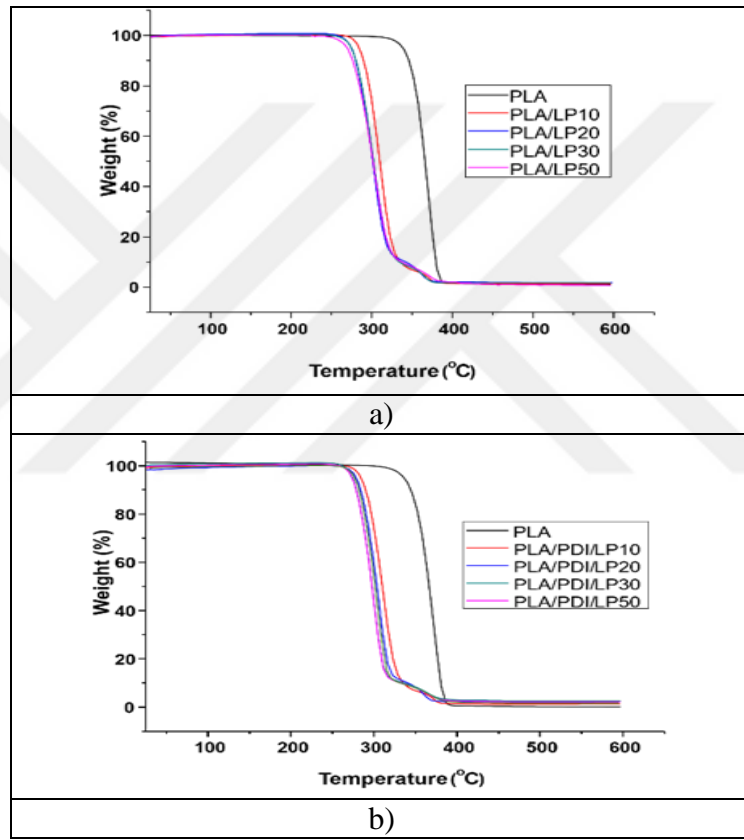 100
80
60
40
20
0
Weight (%)
PLA
PLA/LP10
PLA/LP20
PLA/LP30
PLA/LP50
100 200 300 400 500 600
Temperature (°C)
a)
100
80
60
40
20
0
Weight (%)
PLA
PLA/PDI/LP10
PLA/PDI/LP20
PLA/PDI/LP30
PLA/PDI/LP50
100 200 300 400 500 600
Temperature (°C)
b)